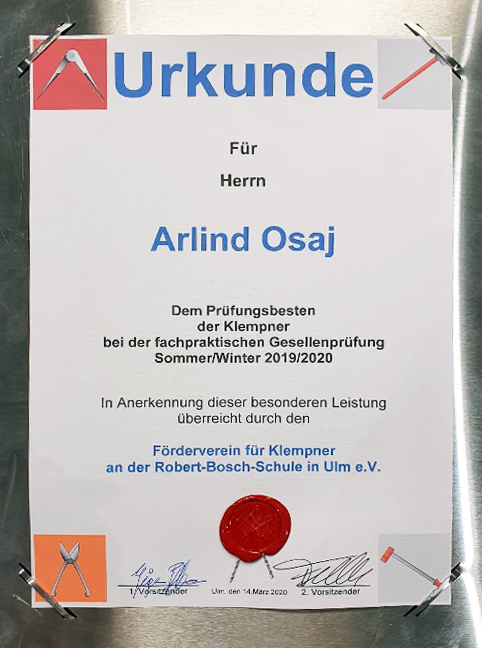 Urkunde
Für
Herrn
Arlind Osaj
Dem Prüfungsbesten
der Klempner
bei der fachpraktischen Gesellenprüfung
Sommer/Winter 2019/2020
In Anerkennung dieser besonderen Leistung
überreicht durch den
Förderverein für Klempner
an der Robert-Bosch-Schule in Ulm e.V.
1. Vorsitzender Ulm, den 14.März 2020 2. Vorsitzender